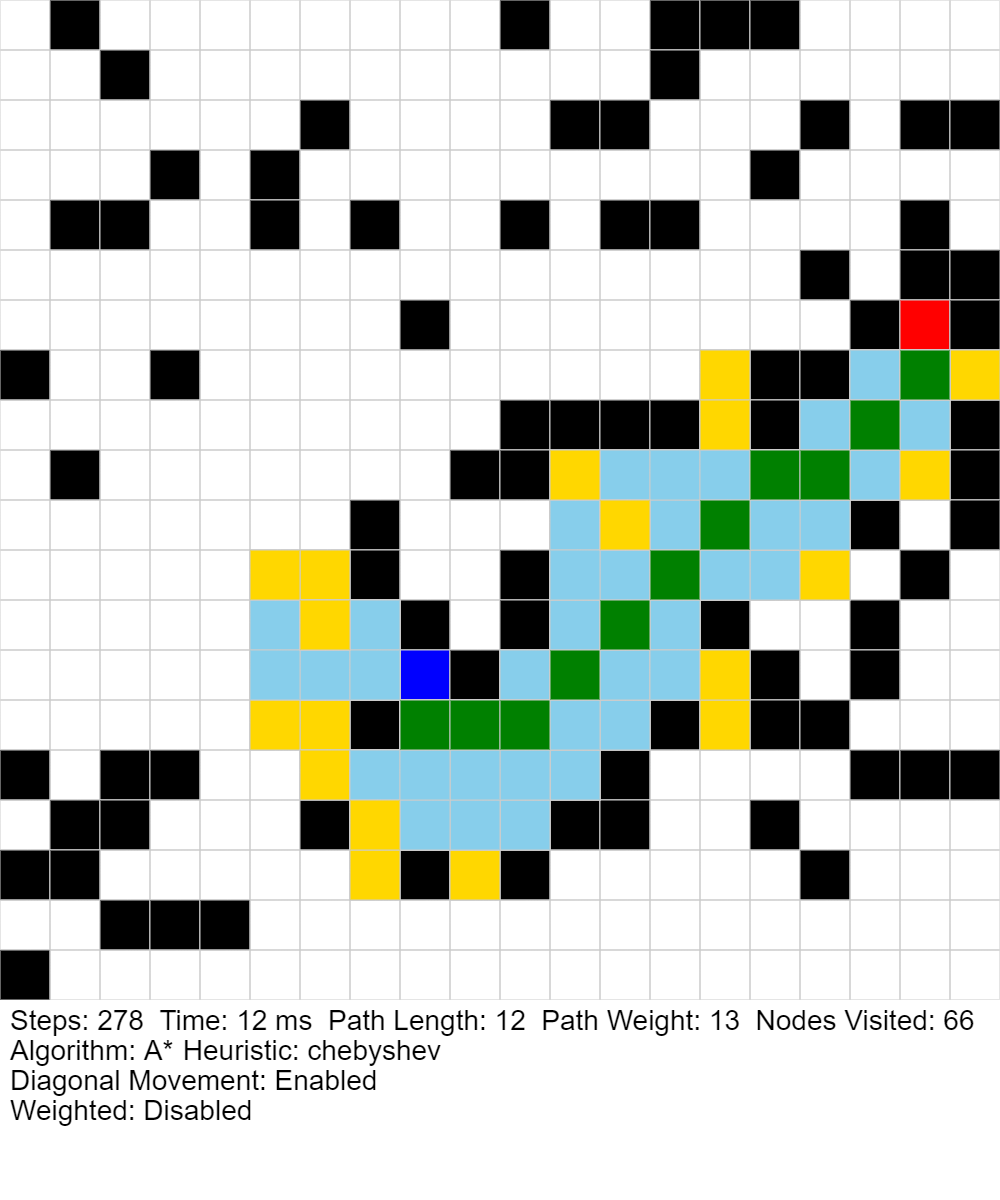 Steps: 278  Time: 12 ms  Path Length: 12  Path Weight: 13  Nodes Visited: 66
Algorithm: A* Heuristic: chebyshev
Diagonal Movement: Enabled
Weighted: Disabled